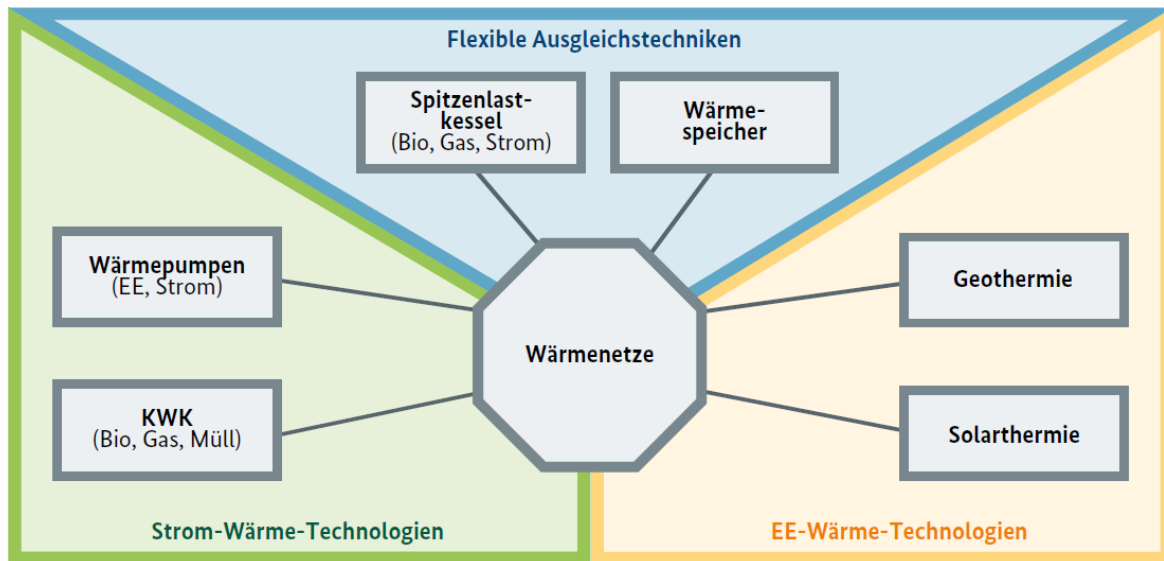 Flexible Ausgleichstechniken
Spitzenlast-
kessel
(Bio, Gas, Strom)
Wärme-
speicher
Wärmepumpen
(EE, Strom)
Geothermie
Wärmenetze
KWK
(Bio, Gas, Müll)
Solarthermie
Strom-Wärme-Technologien
EE-Wärme-Technologien